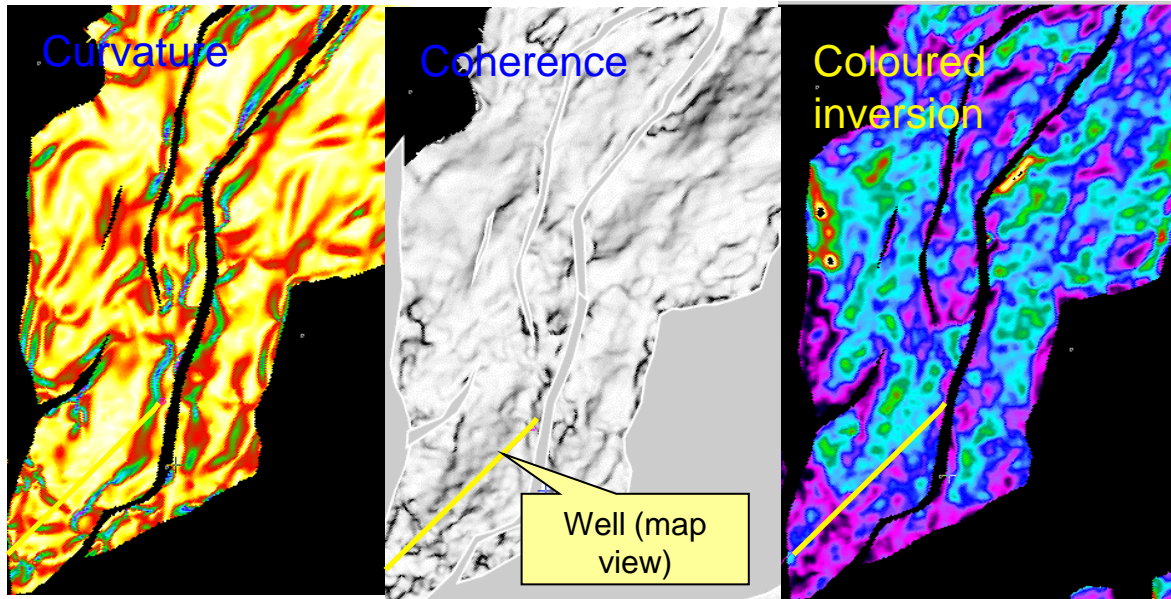 Curvature
Coherence
Coloured
inversion
Well (map
view)